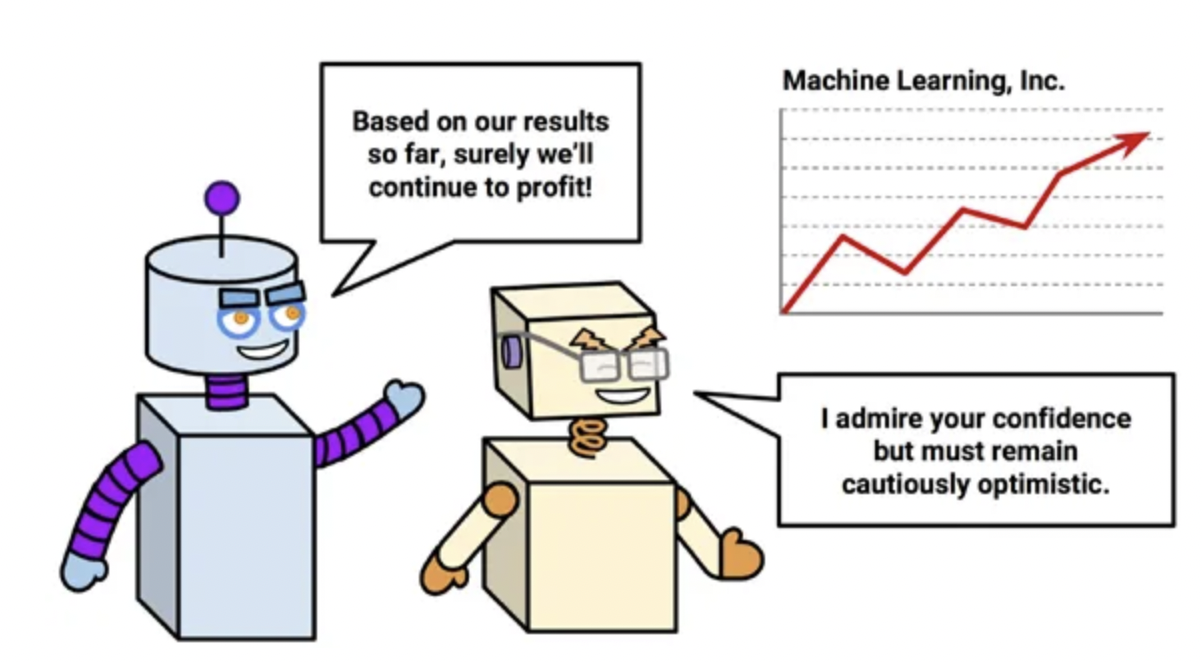 Based on our results
so far, surely we'll
continue to profit!
Machine Learning, Inc.
I admire your confidence
but must remain
cautiously optimistic.